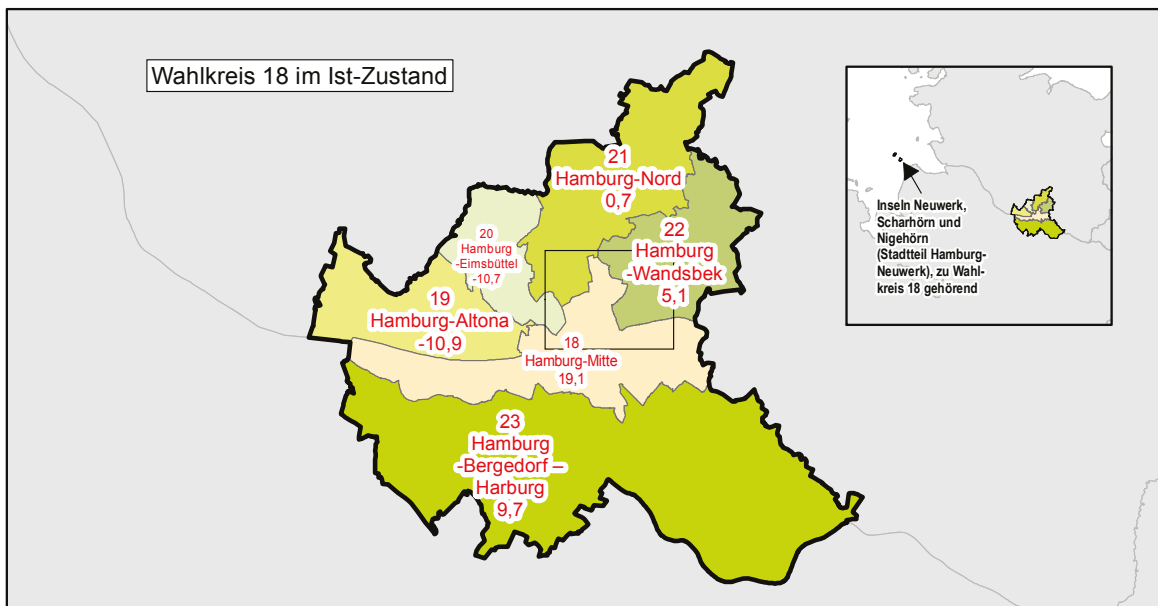 Wahlkreis 18 im Ist-Zustand
21
Hamburg-Nord
0,7
20
Hamburg
-Eimsbüttel
-10,7
22
Hamburg
-Wandsbek
5,1
19
Hamburg-Altona
-10,9
18
Hamburg-Mitte
19,1
23
Hamburg
-Bergedorf –
Harburg
9,7
Inseln Neuwerk,
Scharhörn und
Nigehörn
(Stadtteil Hamburg-
Neuwerk), zu Wahl-
kreis 18 gehörend